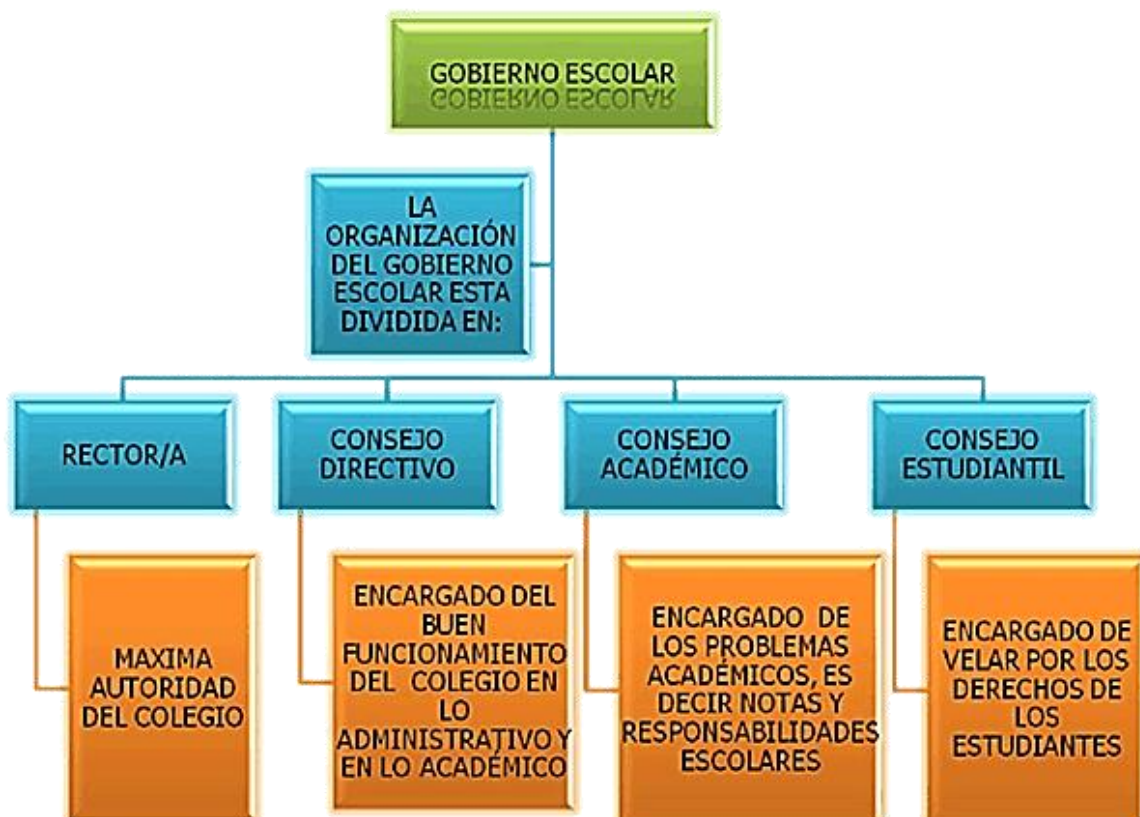 GOBIERNO ESCOLAR
LA
ORGANIZACIÓN
DEL GOBIERNO
ESCOLAR ESTA
DIVIDIDA EN:
RECTOR/A
CONSEJO
DIRECTIVO
CONSEJO
ACADÉMICO
CONSEJO
ESTUDIANTIL
MAXIMA
AUTORIDAD
DEL COLEGIO
ENCARGADO DEL
BUEN
FUNCIONAMIENTO
DEL COLEGIO EN
LO
ADMINISTRATIVO Y
EN LO ACADÉMICO
ENCARGADO DE
LOS PROBLEMAS
ACADÉMICOS, ES
DECIR NOTAS Y
RESPONSABILIDADES
ESCOLARES
ENCARGADO DE
VELAR POR LOS
DERECHOS DE
LOS
ESTUDIANTES